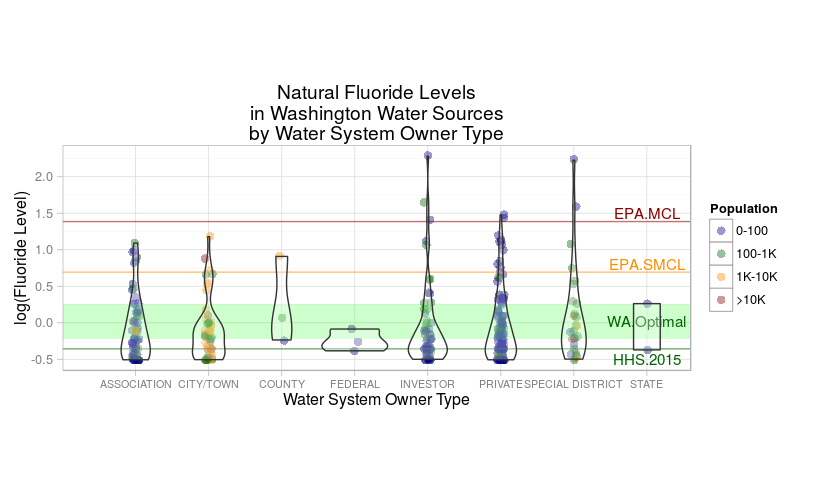 Natural Fluoride Levels
in Washington Water Sources
by Water System Owner Type
log(Fluoride Level)
2.0
1.5
1.0
0.5
0.0
-0.5
EPA.MCL
EPA.SMCL
WA.Optimal
HHS.2015
ASSOCIATION CITY/TOWN COUNTY FEDERAL INVESTOR PRIVATE SPECIAL DISTRICT STATE
Water System Owner Type
Population
0-100
100-1K
1K-10K
>10K